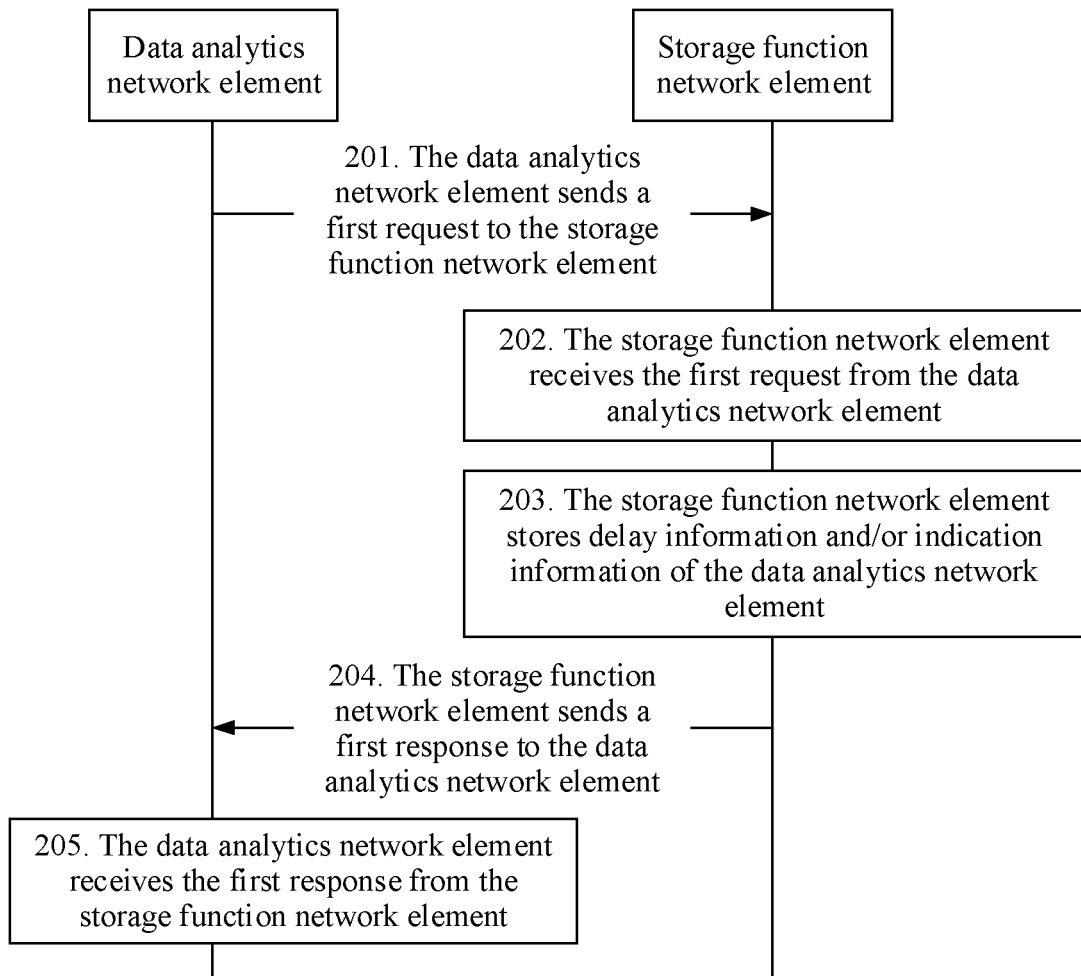 Data analytics
network element
Storage function
network element
201. The data analytics
network element sends a
first request to the storage
function network element
202. The storage function network element
receives the first request from the data
analytics network element
203. The storage function network element
stores delay information and/or indication
information of the data analytics network
element
204. The storage function
network element sends a
first response to the data
analytics network element
205. The data analytics network element
receives the first response from the
storage function network element